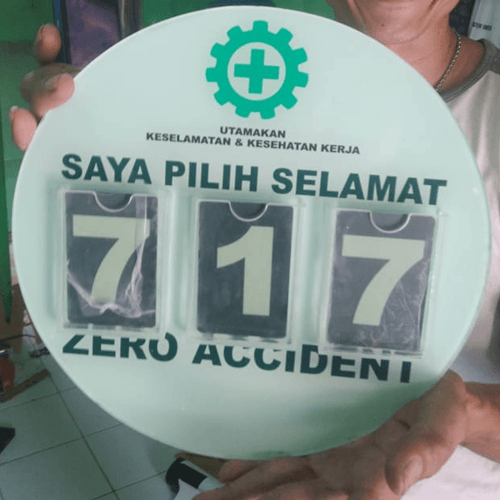 UTAMAKAN
KESELAMATAN & KESEHATAN KERJA
SAYA PILIH SELAMAT
7 1 7
ZERO ACCIDENT